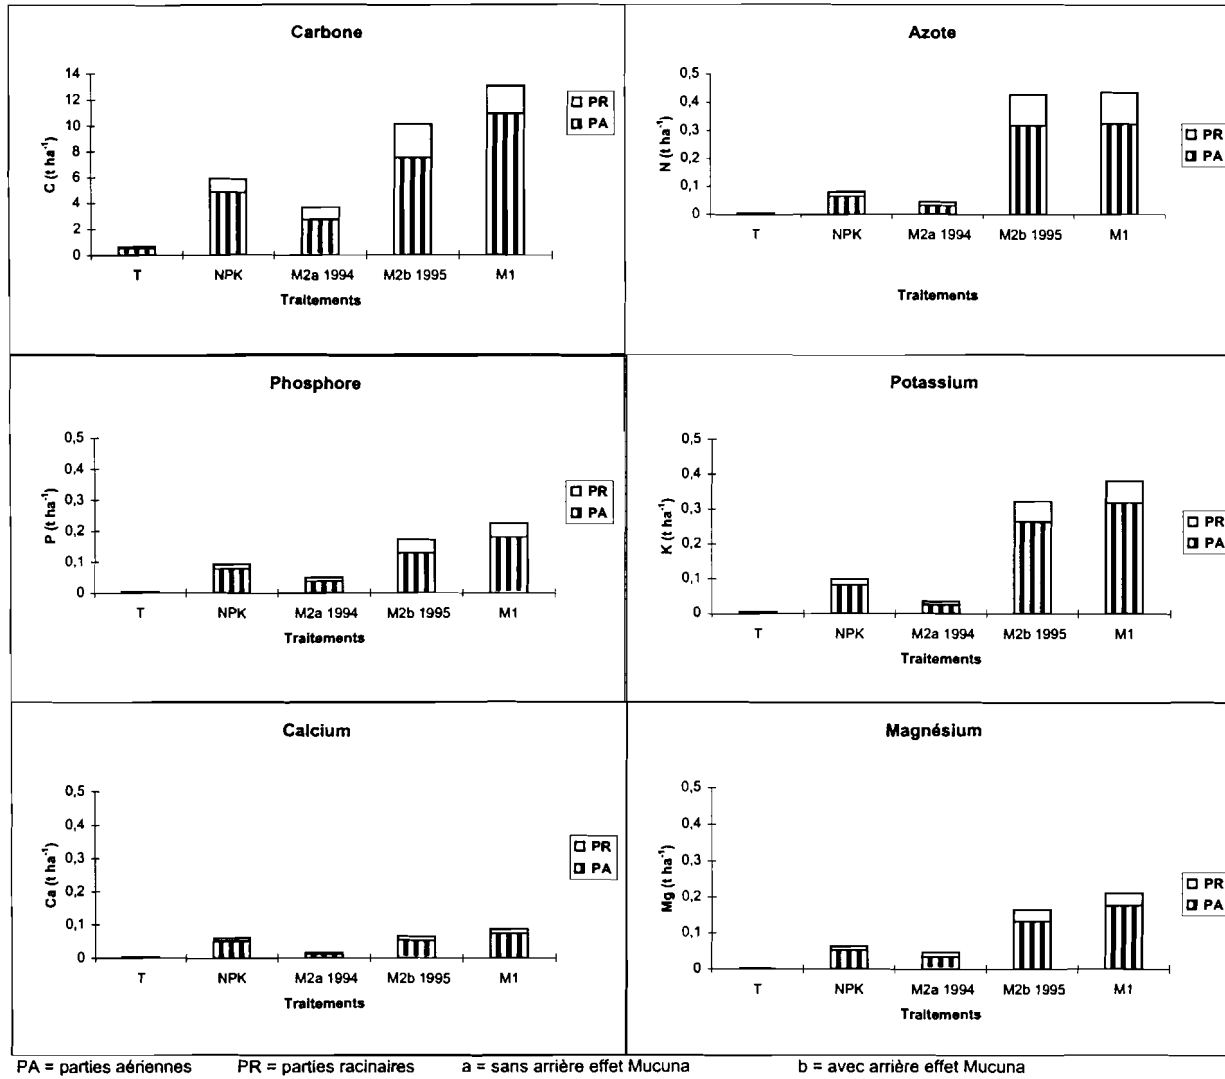 Carbone
14
12
10
8
6
4
2
0
C (t ha⁻¹)
T NPK M2a 1994 M2b 1995 M1
Traitements
PR
PA
Azote
0,5
0,4
0,3
0,2
0,1
0
N (t ha⁻¹)
T NPK M2a 1994 M2b 1995 M1
Traitements
PR
PA
Phosphore
0,5
0,4
0,3
0,2
0,1
0
P (t ha⁻¹)
T NPK M2a 1994 M2b 1995 M1
Traitements
PR
PA
Potassium
0,5
0,4
0,3
0,2
0,1
0
K (t ha⁻¹)
T NPK M2a 1994 M2b 1995 M1
Traitements
PR
PA
Calcium
0,5
0,4
0,3
0,2
0,1
0
Ca (t ha⁻¹)
T NPK M2a 1994 M2b 1995 M1
Traitements
PR
PA
Magnésium
0,5
0,4
0,3
0,2
0,1
0
Mg (t ha⁻¹)
T NPK M2a 1994 M2b 1995 M1
Traitements
PR
PA
PA = parties aériennes PR = parties racinaires a = sans arrière effet Mucuna b = avec arrière effet Mucuna